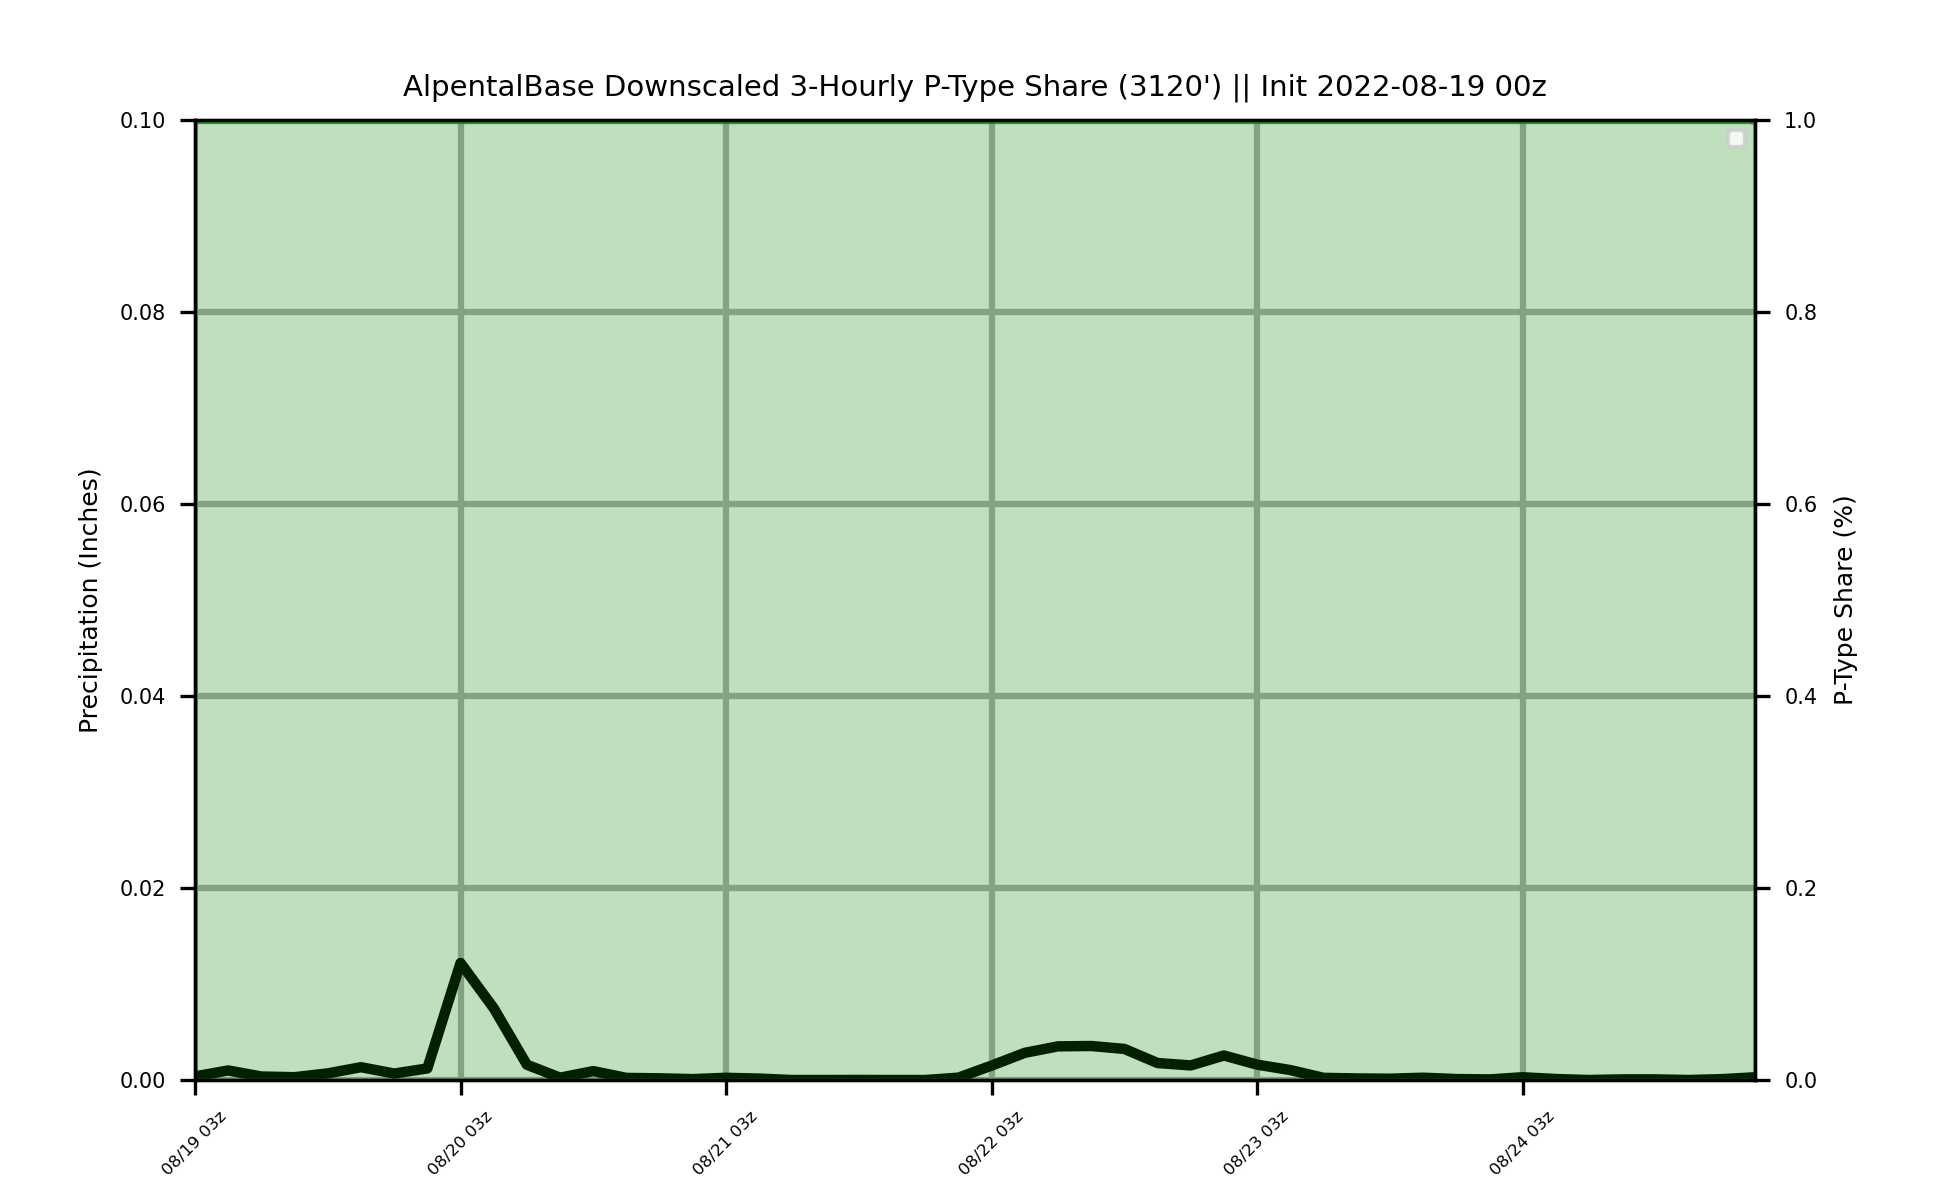 AlpentalBase Downscaled 3-Hourly P-Type Share (3120') || Init 2022-08-19 00z
Precipitation (Inches)
0.10
0.08
0.06
0.04
0.02
0.00
1.0
0.8
0.6
0.4
0.2
0.0
P-Type Share (%)
08/19 03z
08/20 03z
08/21 03z
08/22 03z
08/23 03z
08/24 03z